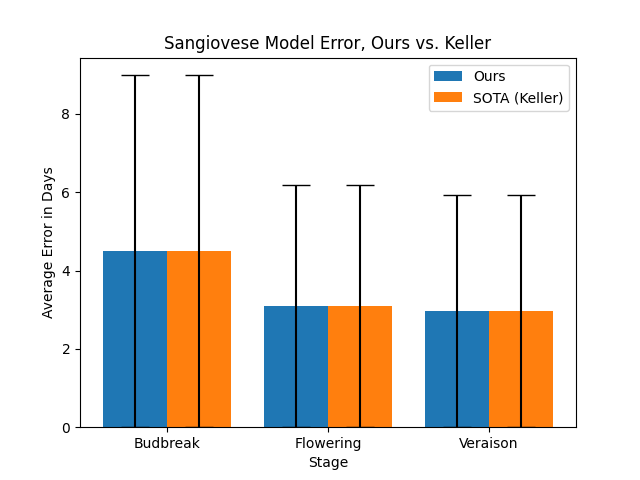 Sangiovese Model Error, Ours vs. Keller
Ours
SOTA (Keller)
Average Error in Days
8
6
4
2
0
Budbreak
Flowering
Veraison
Stage